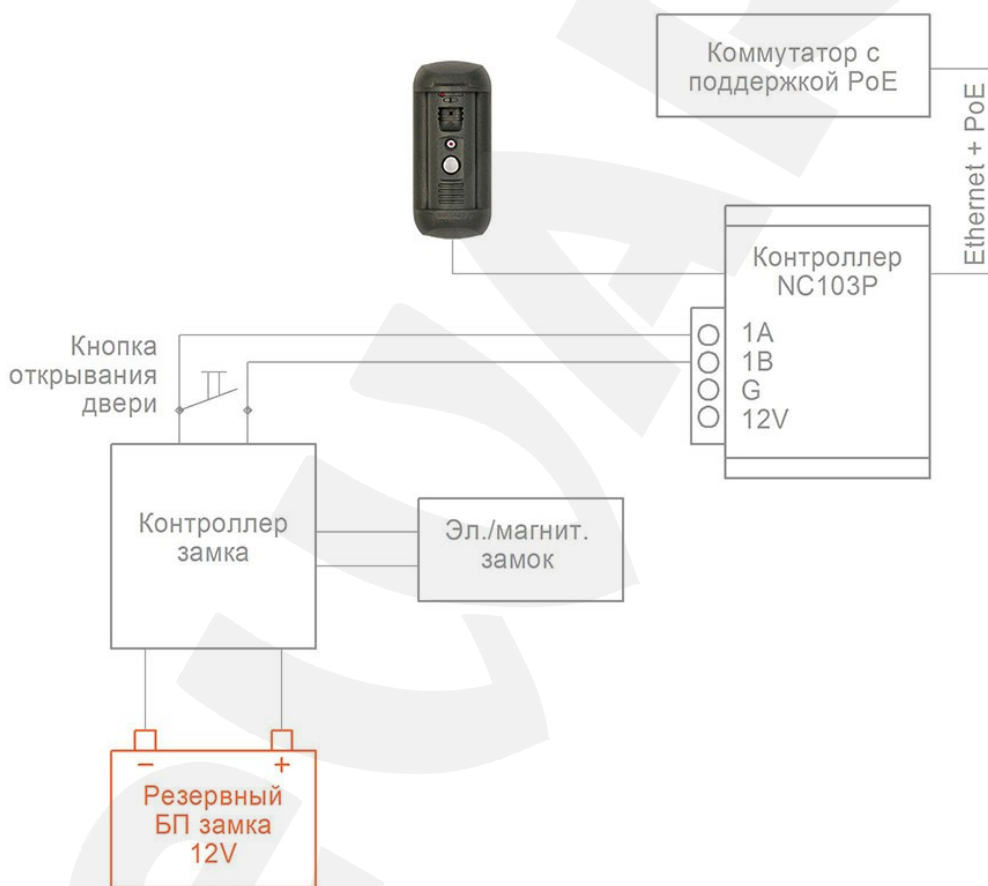 Коммутатор с
поддержкой PoE
Ethernet + PoE
Контроллер
NC103P
1A
1B
G
12V
Кнопка
открывания
двери
Контроллер
замка
Эл./магнит.
замок
− +
Резервный
БП замка
12V